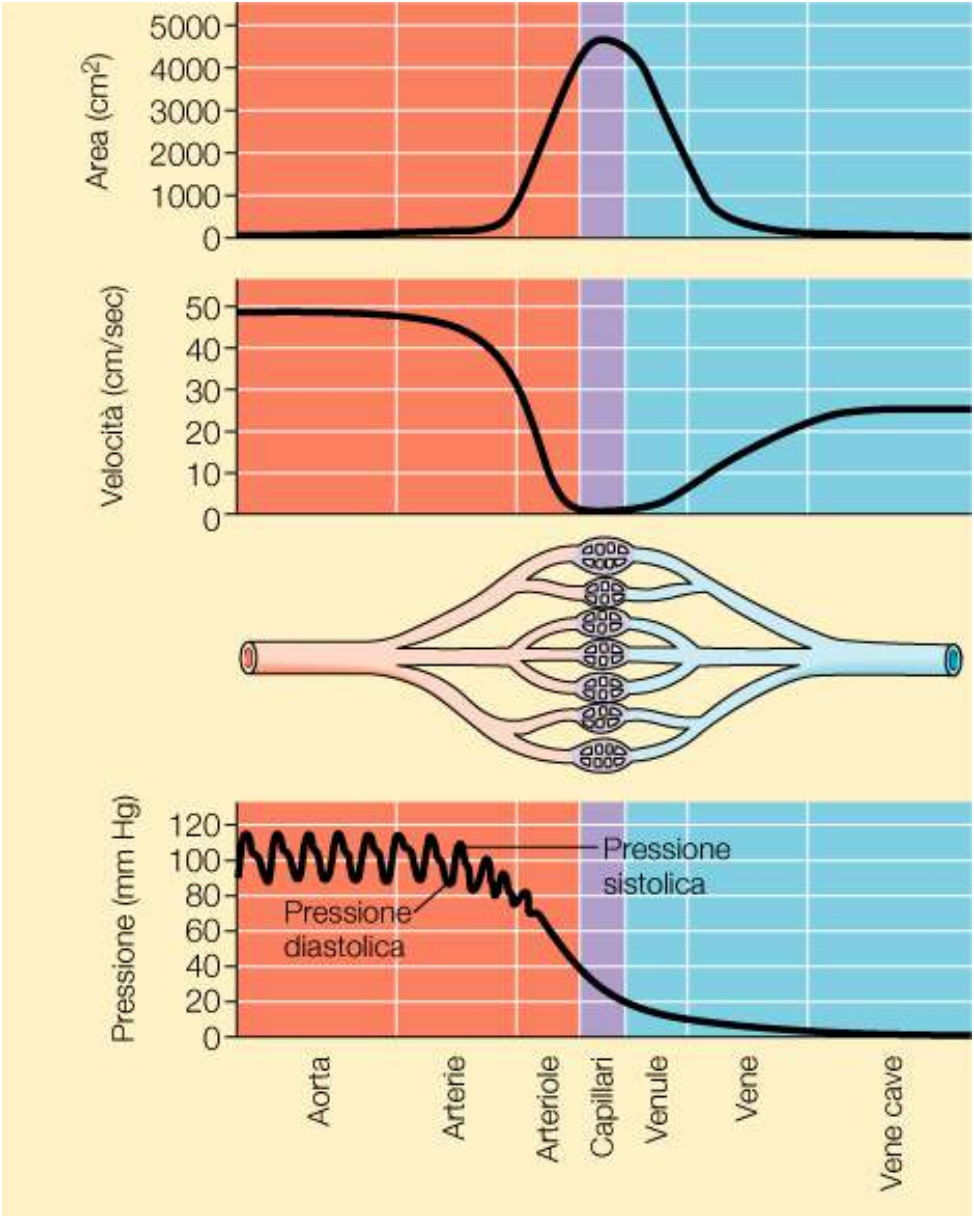 Area (cm²)
5000
4000
3000
2000
1000
0
Velocità (cm/sec)
50
40
30
20
10
0
Pressione (mm Hg)
120
100
80
60
40
20
0
Pressione
sistolica
Pressione
diastolica
Aorta
Arterie
Arteriole
Capillari
Venule
Vene
Vene cave